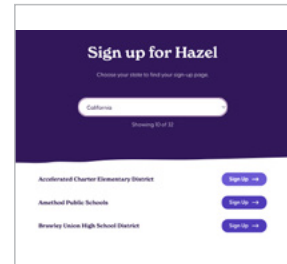 Sign up for Hazel
Choose your state to find your sign-up page.
California
Showing 10 of 32
Accelerated Charter Elementary District
Sign Up →
Amethod Public Schools
Sign Up →
Brawley Union High School District
Sign Up →